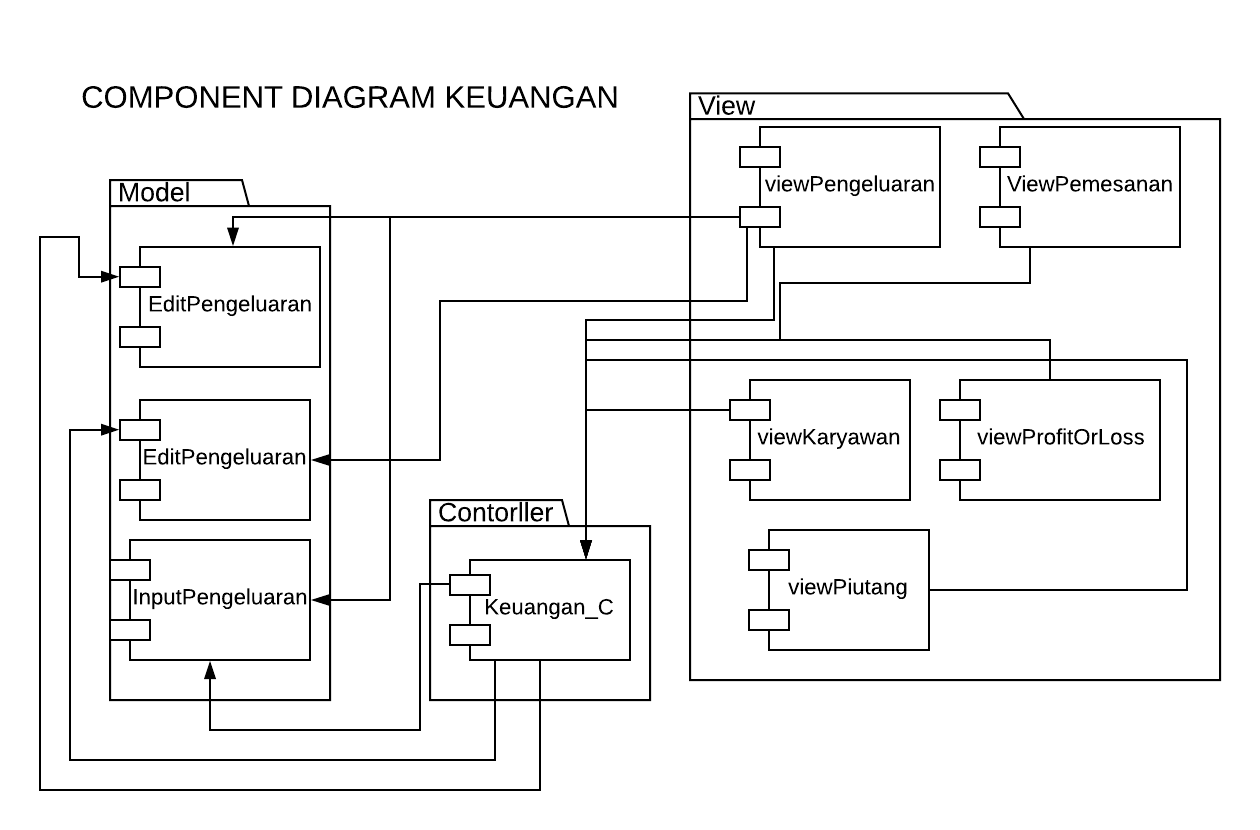 COMPONENT DIAGRAM KEUANGAN
View
viewPengeluaran
ViewPemesanan
Model
EditPengeluaran
EditPengeluaran
InputPengeluaran
viewKaryawan
viewProfitOrLoss
Contorller
Keuangan_C
viewPiutang